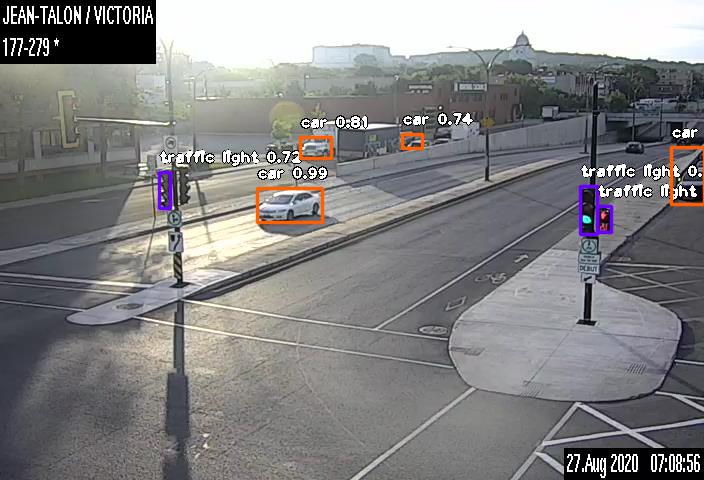 JEAN-TALON / VICTORIA
177-279 *
car 0.81
car 0.74
car
traffic light 0.72
car 0.99
traffic light 0.
traffic light
DÉBUT
27.Aug 2020 07:08:56